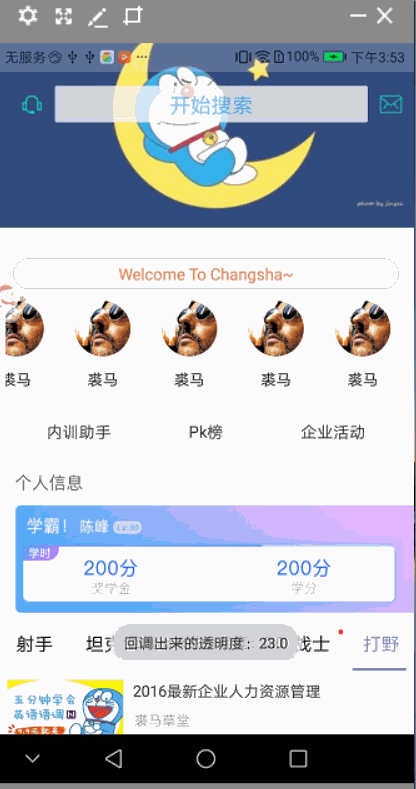 无服务 100% 下午3:53
开始搜索
photo by jinpei
Welcome To Changsha~
裘马 裘马 裘马 裘马 裘马
内训助手 Pk榜 企业活动
个人信息
学霸！ 陈峰 Lv.30
学时
200分 200分
奖学金 学分
射手 坦克 战士 打野
回调出来的透明度：23.0
五分钟学会 2016最新企业人力资源管理
英语语调
裘马草堂